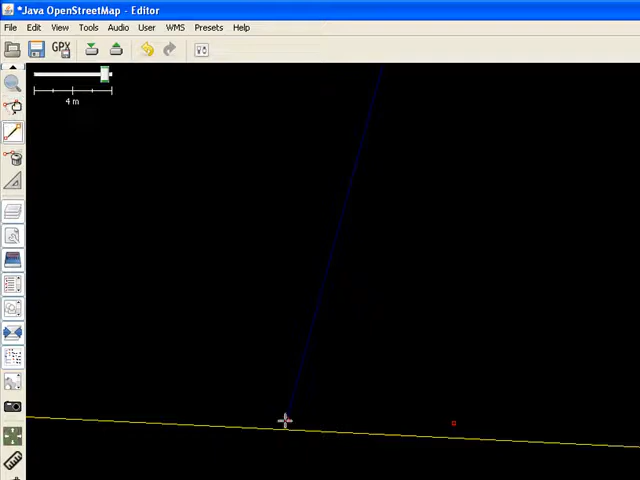 *Java OpenStreetMap - Editor
File Edit View Tools Audio User WMS Presets Help
GPX
4 m